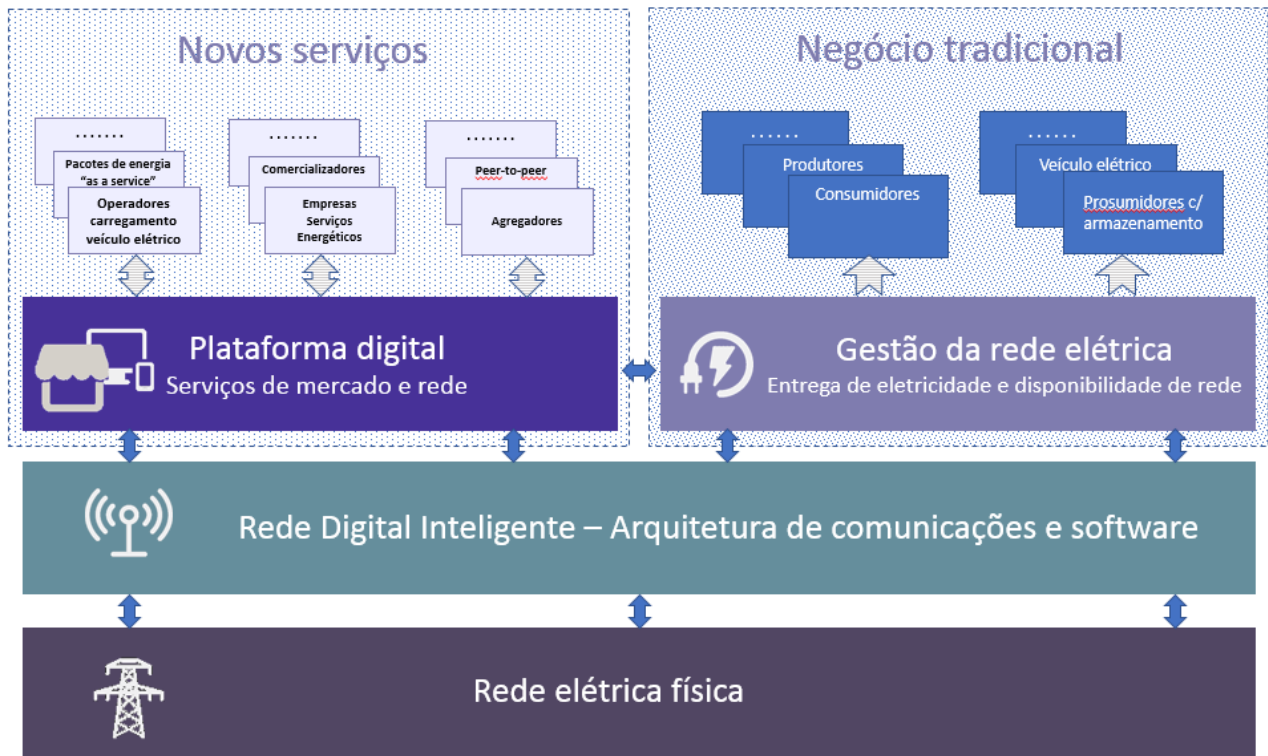 Novos serviços
Negócio tradicional
.......
Pacotes de energia
“as a service”
Operadores
carregamento
veículo elétrico
.......
Comercializadores
Empresas
Serviços
Energéticos
.......
Peer-to-peer
Agregadores
......
Produtores
Consumidores
......
Veículo elétrico
Prosumidores c/
armazenamento
Plataforma digital
Serviços de mercado e rede
Gestão da rede elétrica
Entrega de eletricidade e disponibilidade de rede
Rede Digital Inteligente – Arquitetura de comunicações e software
Rede elétrica física